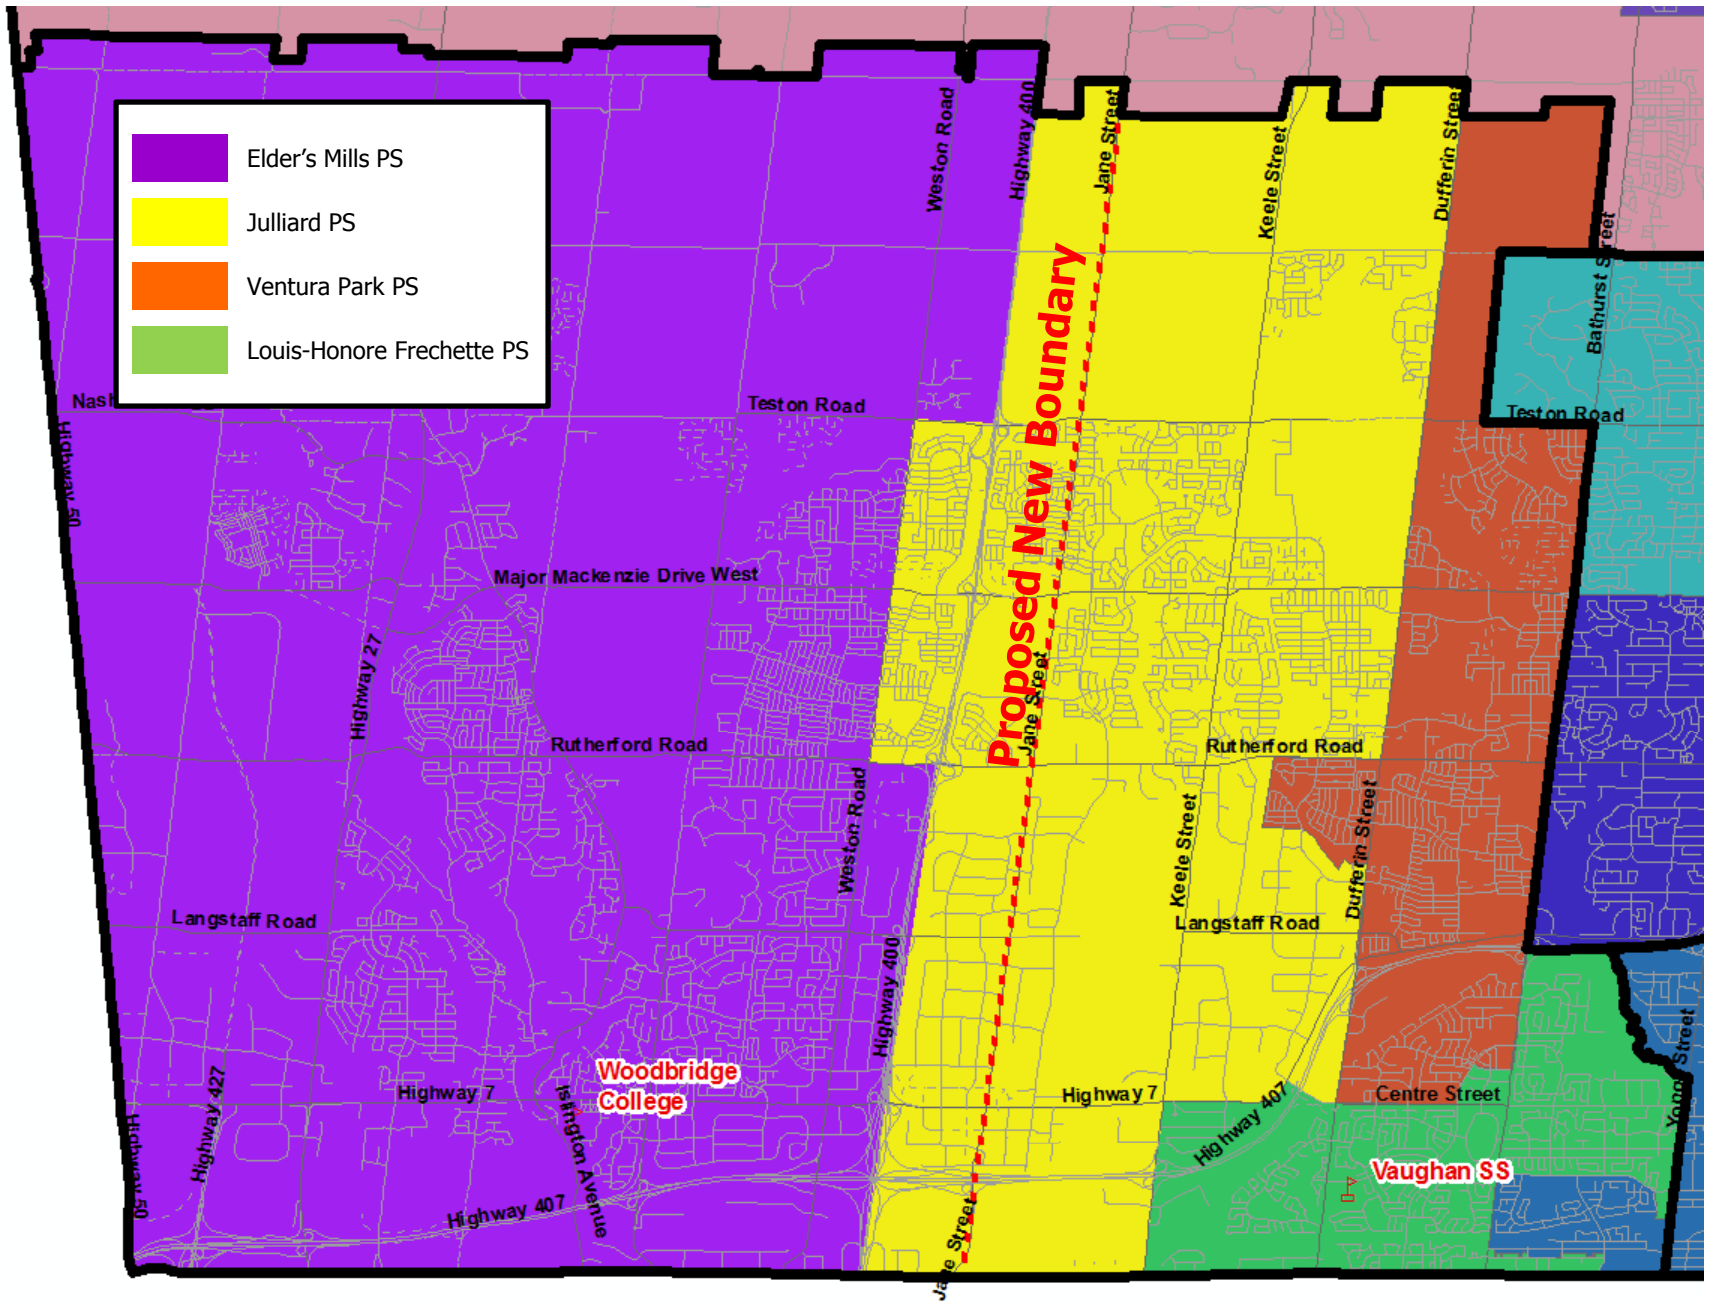 Elder's Mills PS
Julliard PS
Ventura Park PS
Louis-Honore Frechette PS
Weston Road
Highway 400
Jane Street
Keele Street
Dufferin Street
Bathurst Street
Proposed New Boundary
Nash
Teston Road
Teston Road
Highway 50
Major Mackenzie Drive West
Highway 27
Jane Street
Rutherford Road
Rutherford Road
Weston Road
Keele Street
Dufferin Street
Langstaff Road
Langstaff Road
Highway 400
Yonge Street
Woodbridge
College
Highway 427
Highway 7
Islington Avenue
Highway 7
Highway 407
Centre Street
Highway 50
Vaughan SS
Highway 407
Jane Street